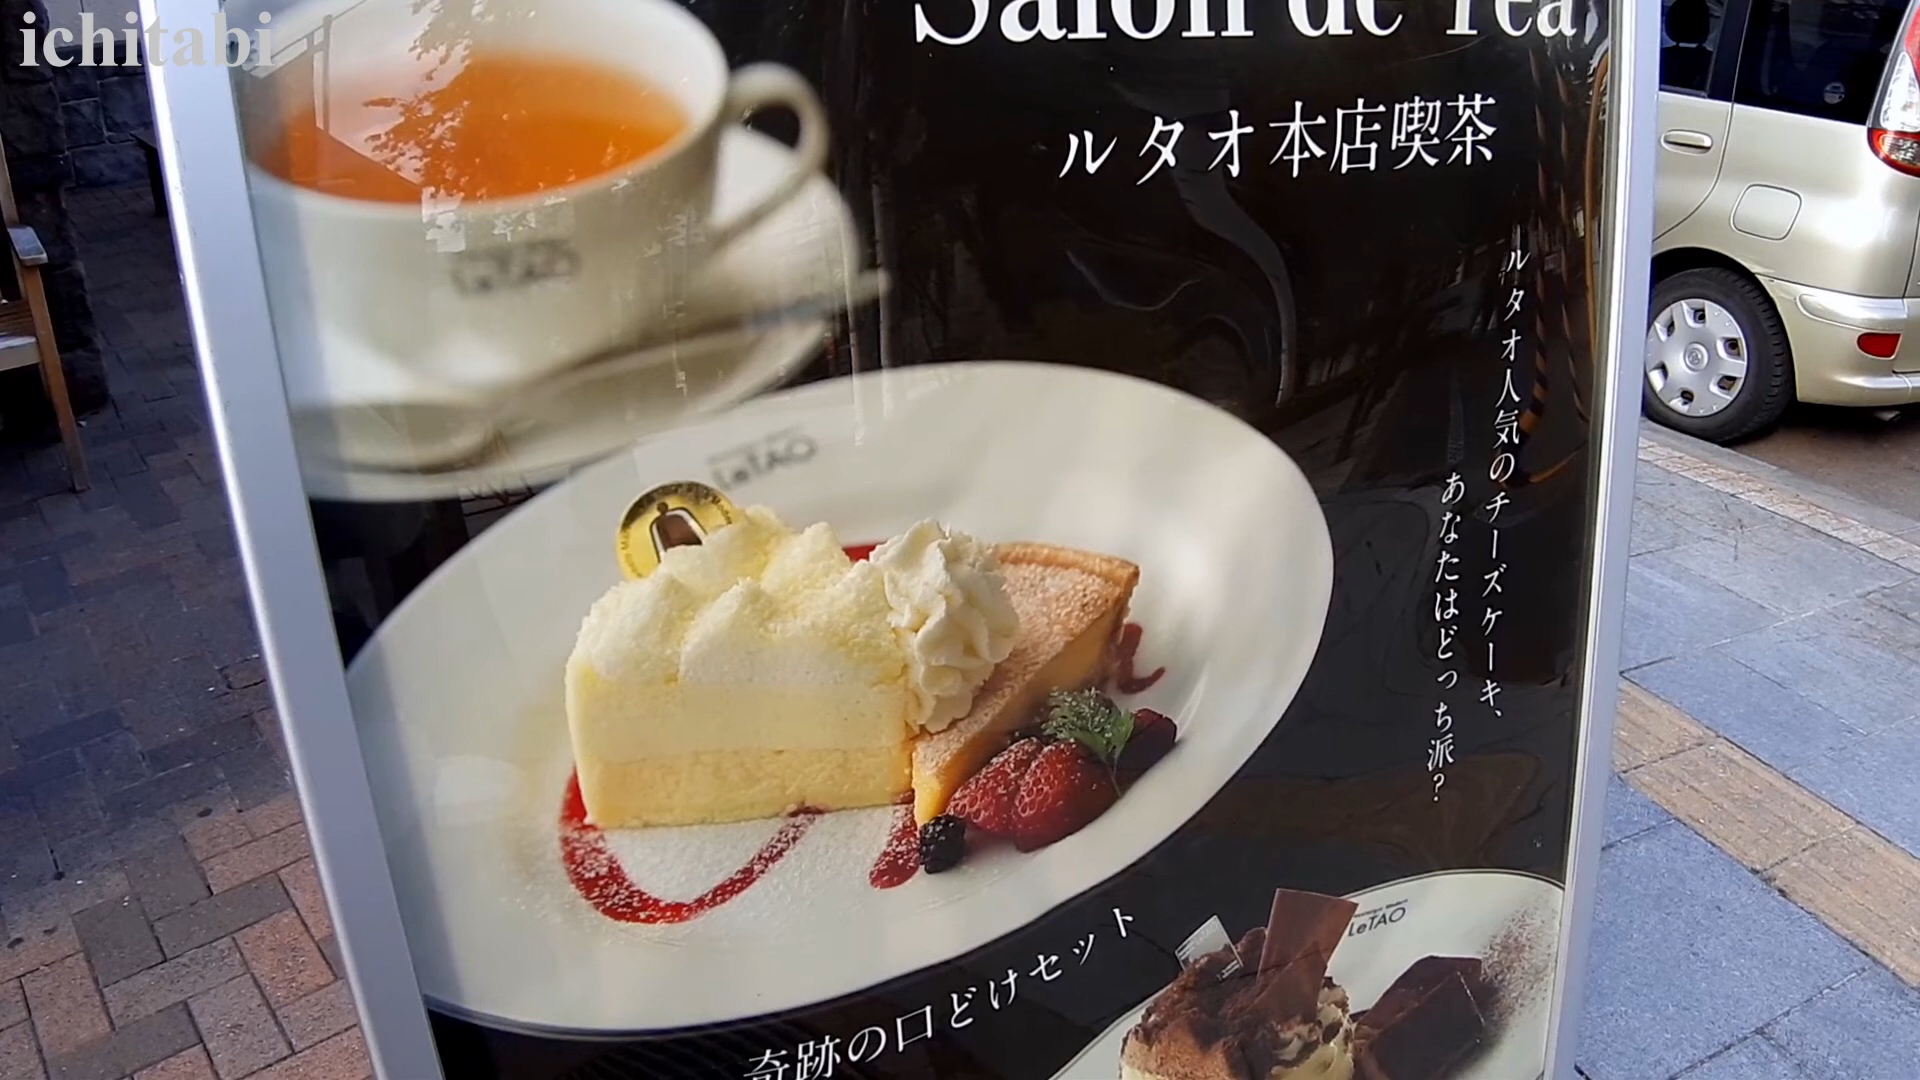 ichitabi
Salon de Tea
ルタオ本店喫茶
ルタオ人気のチーズケーキ、
あなたはどっち派？
LeTAO
LeTAO
奇跡の口どけセット
LeTAO